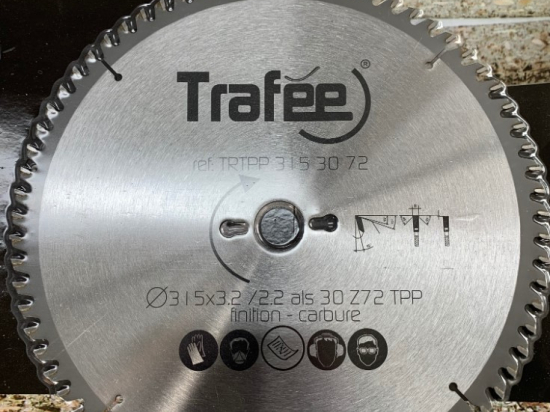 Trafée®
ref: TRTPP 315 30 72
Ø315x3.2 /2.2 als 30 Z72 TPP
finition - carbure